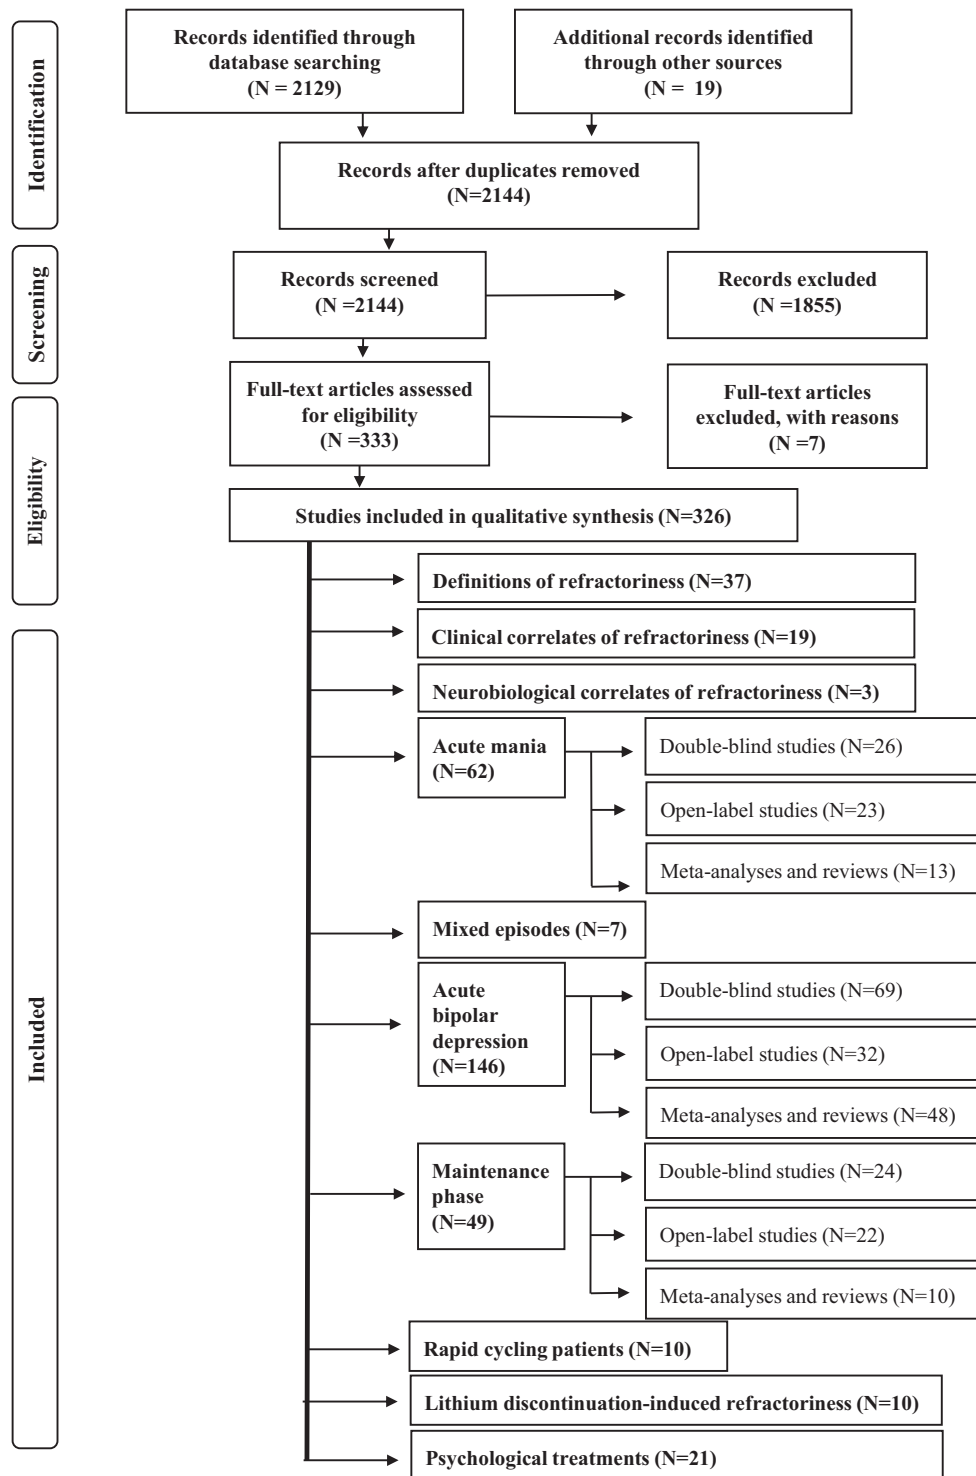 Identification
Records identified through
database searching
(N = 2129)
Additional records identified
through other sources
(N = 19)
Records after duplicates removed
(N=2144)
Screening
Records screened
(N =2144)
Records excluded
(N =1855)
Eligibility
Full-text articles assessed
for eligibility
(N =333)
Full-text articles
excluded, with reasons
(N =7)
Studies included in qualitative synthesis (N=326)
Included
Definitions of refractoriness (N=37)
Clinical correlates of refractoriness (N=19)
Neurobiological correlates of refractoriness (N=3)
Acute mania
(N=62)
Double-blind studies (N=26)
Open-label studies (N=23)
Meta-analyses and reviews (N=13)
Mixed episodes (N=7)
Acute
bipolar
depression
(N=146)
Double-blind studies (N=69)
Open-label studies (N=32)
Meta-analyses and reviews (N=48)
Maintenance
phase
(N=49)
Double-blind studies (N=24)
Open-label studies (N=22)
Meta-analyses and reviews (N=10)
Rapid cycling patients (N=10)
Lithium discontinuation-induced refractoriness (N=10)
Psychological treatments (N=21)